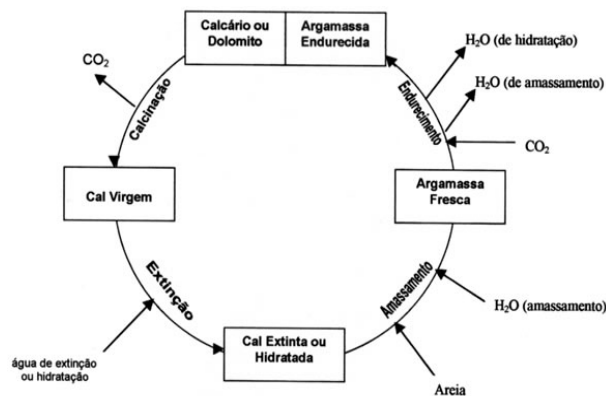 Calcário ou
Dolomito
Argamassa
Endurecida
CO₂
Calcinação
Endurecimento
H₂O (de hidratação)
H₂O (de amassamento)
CO₂
Cal Virgem
Argamassa
Fresca
Extinção
Amassamento
H₂O (amassamento)
Cal Extinta ou
Hidratada
água de extinção
ou hidratação
Areia